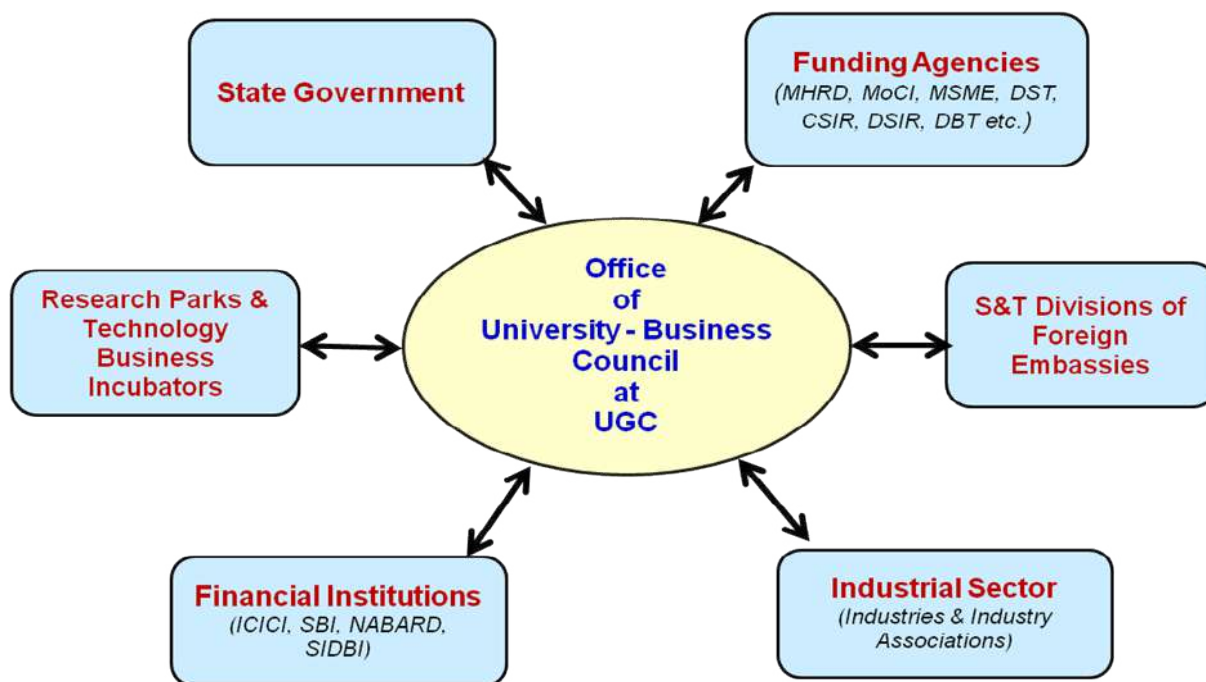 State Government
Funding Agencies
(MHRD, MoCI, MSME, DST,
CSIR, DSIR, DBT etc.)
Office
of
University - Business
Council
at
UGC
Research Parks &
Technology
Business
Incubators
S&T Divisions of
Foreign
Embassies
Financial Institutions
(ICICI, SBI, NABARD,
SIDBI)
Industrial Sector
(Industries & Industry
Associations)